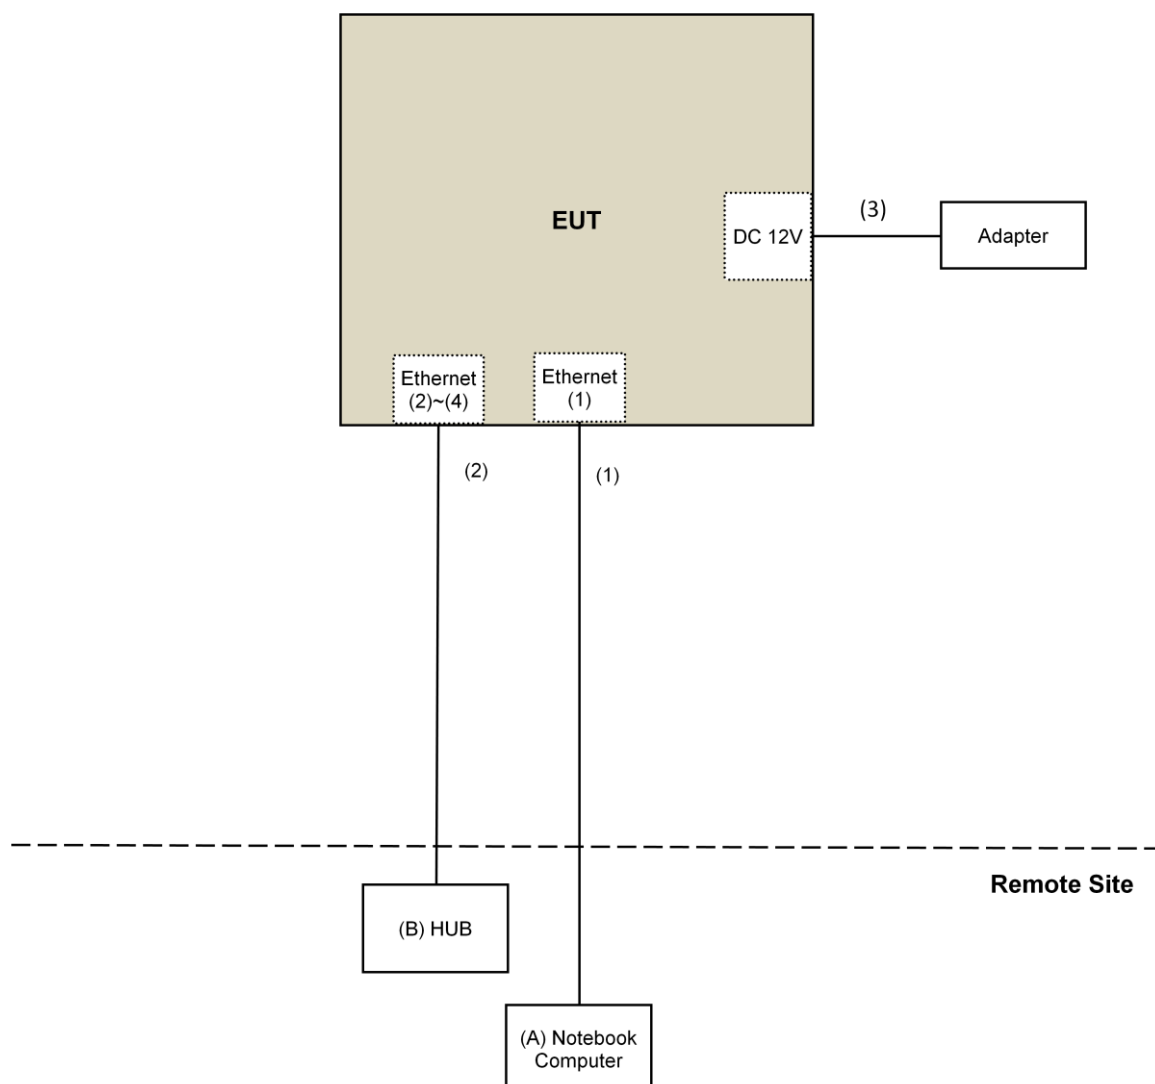 EUT
DC 12V
(3)
Adapter
Ethernet
(2)~(4)
Ethernet
(1)
(2)
(1)
Remote Site
(B) HUB
(A) Notebook
Computer